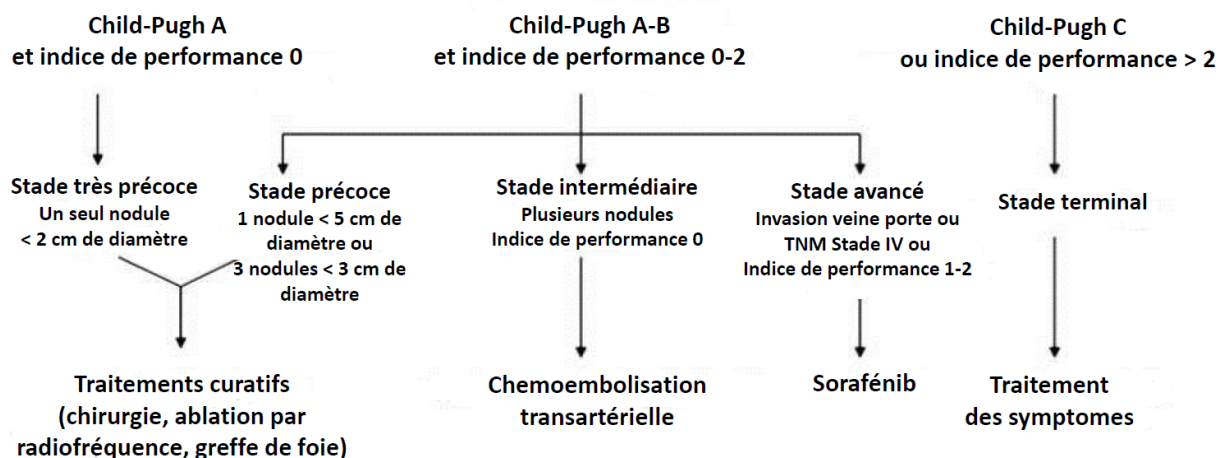 Child-Pugh A
et indice de performance 0
Child-Pugh A-B
et indice de performance 0-2
Child-Pugh C
ou indice de performance > 2
Stade très précoce
Un seul nodule
< 2 cm de diamètre
Stade précoce
1 nodule < 5 cm de
diamètre ou
3 nodules < 3 cm de
diamètre
Stade intermédiaire
Plusieurs nodules
Indice de performance 0
Stade avancé
Invasion veine porte ou
TNM Stade IV ou
Indice de performance 1-2
Stade terminal
Traitements curatifs
(chirurgie, ablation par
radiofréquence, greffe de foie)
Chemoembolisation
transartérielle
Sorafénib
Traitement
des symptomes